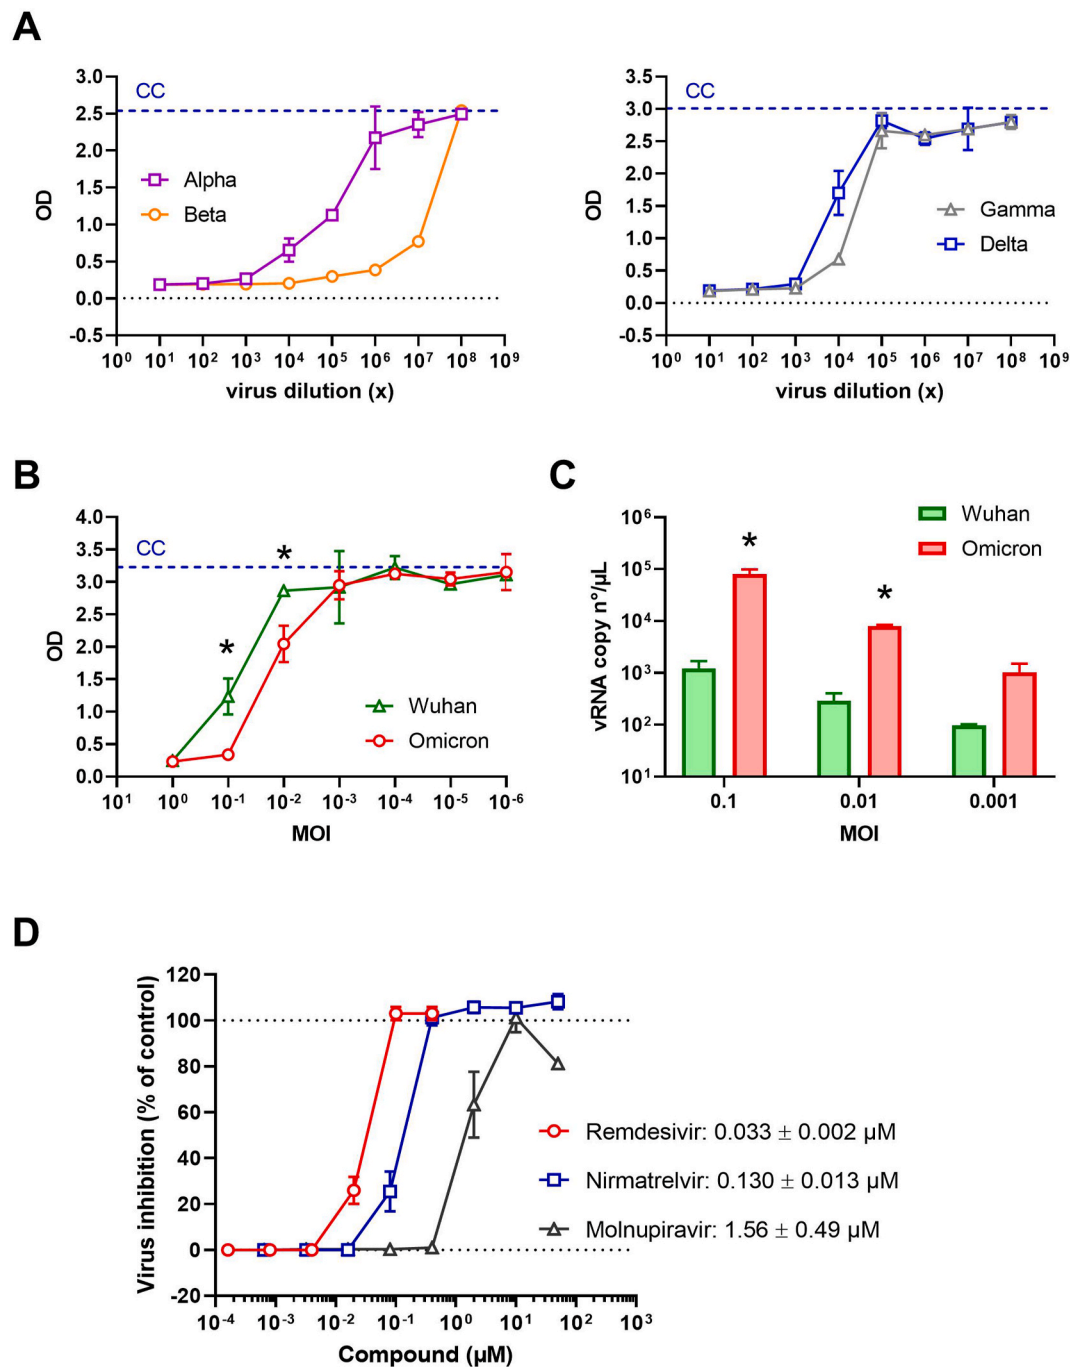 A
3.0
2.5
2.0
1.5
1.0
0.5
0.0
-0.5
OD
CC
Alpha
Beta
10⁰ 10¹ 10² 10³ 10⁴ 10⁵ 10⁶ 10⁷ 10⁸ 10⁹
virus dilution (x)
3.5
3.0
2.5
2.0
1.5
1.0
0.5
0.0
-0.5
OD
CC
Gamma
Delta
10⁰ 10¹ 10² 10³ 10⁴ 10⁵ 10⁶ 10⁷ 10⁸ 10⁹
virus dilution (x)
B
4.0
3.5
3.0
2.5
2.0
1.5
1.0
0.5
0.0
OD
CC
*
*
Wuhan
Omicron
10¹ 10⁰ 10⁻¹ 10⁻² 10⁻³ 10⁻⁴ 10⁻⁵ 10⁻⁶
MOI
C
10⁶
10⁵
10⁴
10³
10²
10¹
vRNA copy n°/µL
Wuhan
Omicron
*
*
0.1 0.01 0.001
MOI
D
120
100
80
60
40
20
0
-20
Virus inhibition (% of control)
Remdesivir: 0.033 ± 0.002 µM
Nirmatrelvir: 0.130 ± 0.013 µM
Molnupiravir: 1.56 ± 0.49 µM
10⁻⁴ 10⁻³ 10⁻² 10⁻¹ 10⁰ 10¹ 10² 10³
Compound (µM)